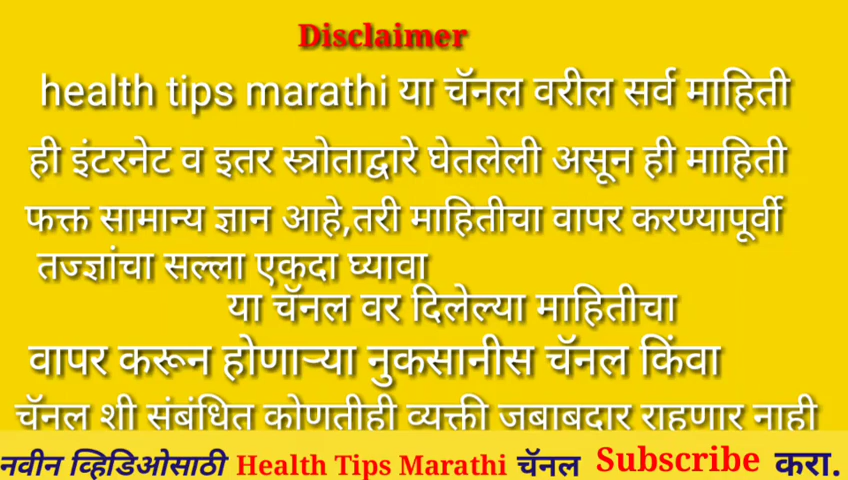 Disclaimer
health tips marathi या चॅनल वरील सर्व माहिती
ही इंटरनेट व इतर स्त्रोताद्वारे घेतलेली असून ही माहिती
फक्त सामान्य ज्ञान आहे,तरी माहितीचा वापर करण्यापूर्वी
तज्ज्ञांचा सल्ला एकदा घ्यावा
या चॅनल वर दिलेल्या माहितीचा
वापर करून होणाऱ्या नुकसानीस चॅनल किंवा
चॅनल शी संबंधित कोणतीही व्यक्ती जबाबदार राहणार नाही
नवीन व्हिडिओसाठी Health Tips Marathi चॅनल Subscribe करा.